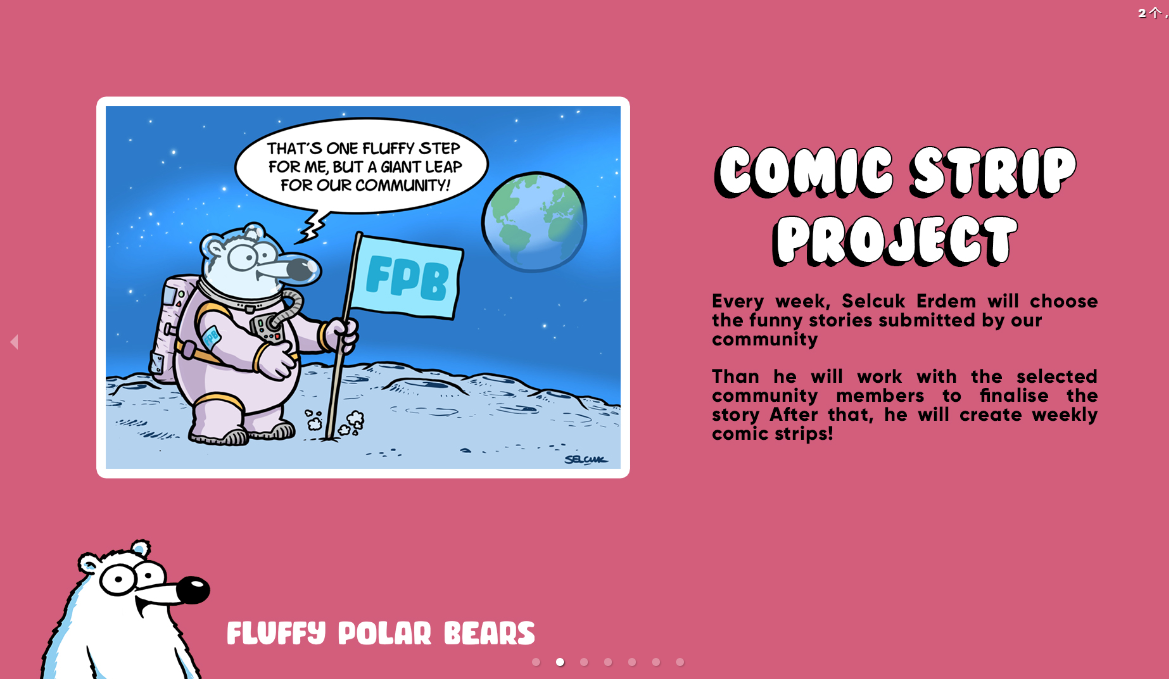 2 个,
THAT'S ONE FLUFFY STEP
FOR ME, BUT A GIANT LEAP
FOR OUR COMMUNITY!
FPB
FPB
SELCUK
COMIC STRIP
PROJECT
Every week, Selcuk Erdem will choose
the funny stories submitted by our
community
Than he will work with the selected
community members to finalise the
story After that, he will create weekly
comic strips!
FLUFFY POLAR BEARS